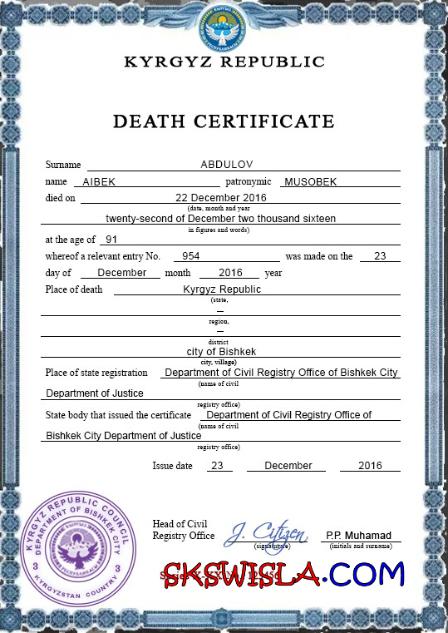 KYRGYZ REPUBLIC
DEATH CERTIFICATE
Surname ABDULOV
name AIBEK patronymic MUSOBEK
died on 22 December 2016
(date, month and year
twenty-second of December two thousand sixteen
in figures and words)
at the age of 91
whereof a relevant entry No. 954 was made on the 23
day of December month 2016 year
Place of death Kyrgyz Republic
(state,
—
region,
—
district
city of Bishkek
city, village)
Place of state registration Department of Civil Registry Office of Bishkek City
(name of civil
Department of Justice
registry office)
State body that issued the certificate Department of Civil Registry Office of
(name of civil
Bishkek City Department of Justice
registry office)
Issue date 23 December 2016
KYRGYZ REPUBLIC COUNCIL
DEPARTMENT OF BISHKEK CITY
3 3
KYRGYZSTAN COUNTRY
Head of Civil
Registry Office J. Citizen P.P. Muhamad
(signature) (initials and surname)
SKSWISLA.COM